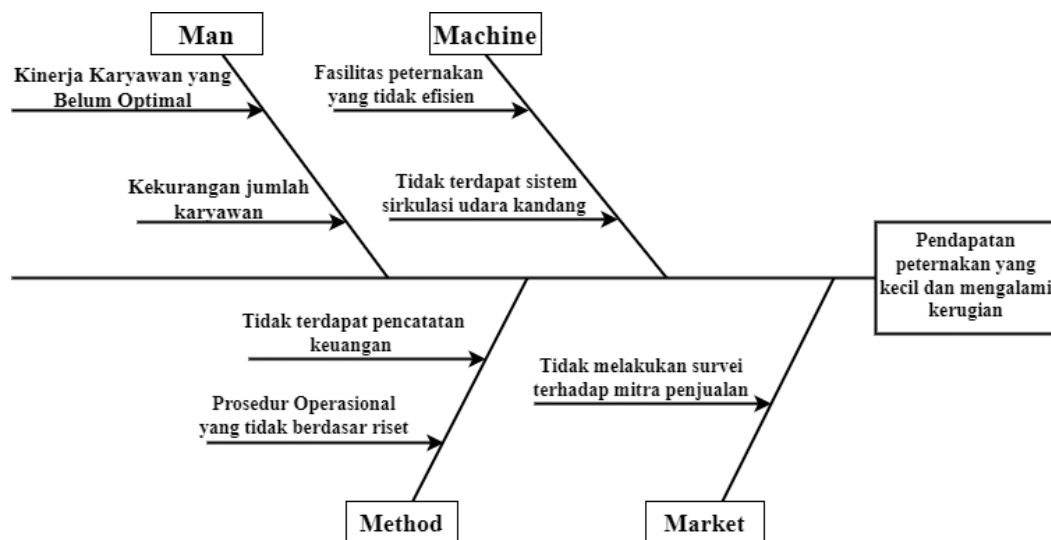 Man
Machine
Kinerja Karyawan yang
Belum Optimal
Fasilitas peternakan
yang tidak efisien
Kekurangan jumlah
karyawan
Tidak terdapat sistem
sirkulasi udara kandang
Pendapatan
peternakan yang
kecil dan mengalami
kerugian
Tidak terdapat pencatatan
keuangan
Tidak melakukan survei
terhadap mitra penjualan
Prosedur Operasional
yang tidak berdasar riset
Method
Market